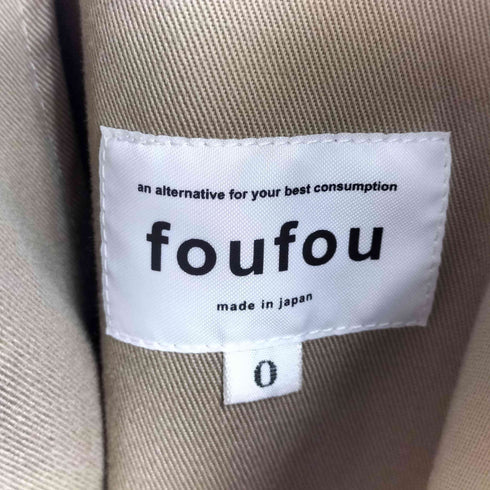 an alternative for your best consumption
foufou
made in japan
0